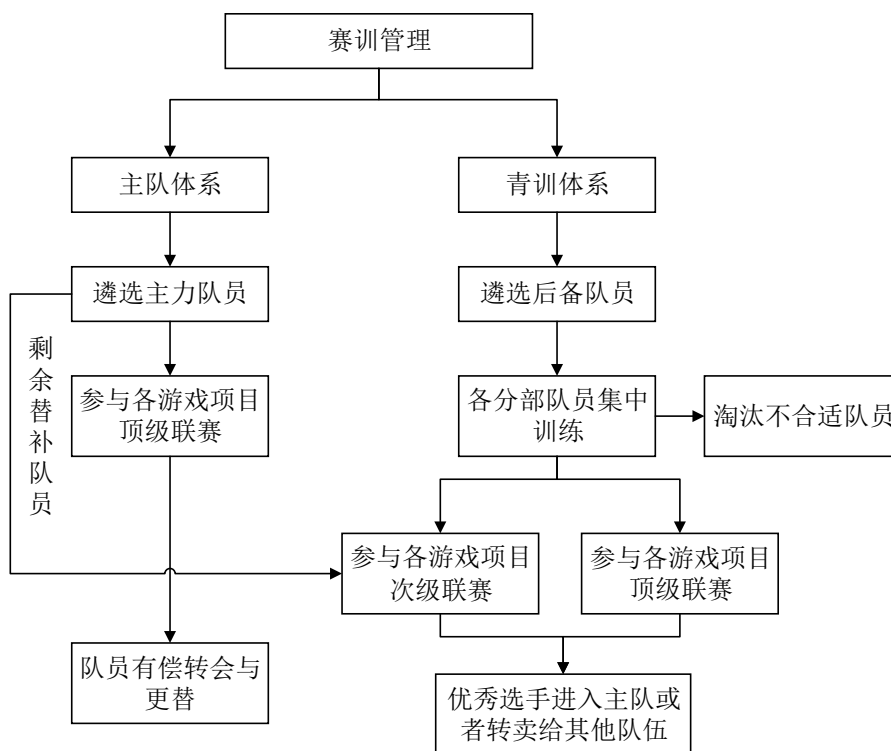 赛训管理
主队体系
青训体系
遴选主力队员
遴选后备队员
剩余替补队员
参与各游戏项目
顶级联赛
各分部队员集中
训练
淘汰不合适队员
参与各游戏项目
次级联赛
参与各游戏项目
顶级联赛
队员有偿转会与
更替
优秀选手进入主队或
者转卖给其他队伍